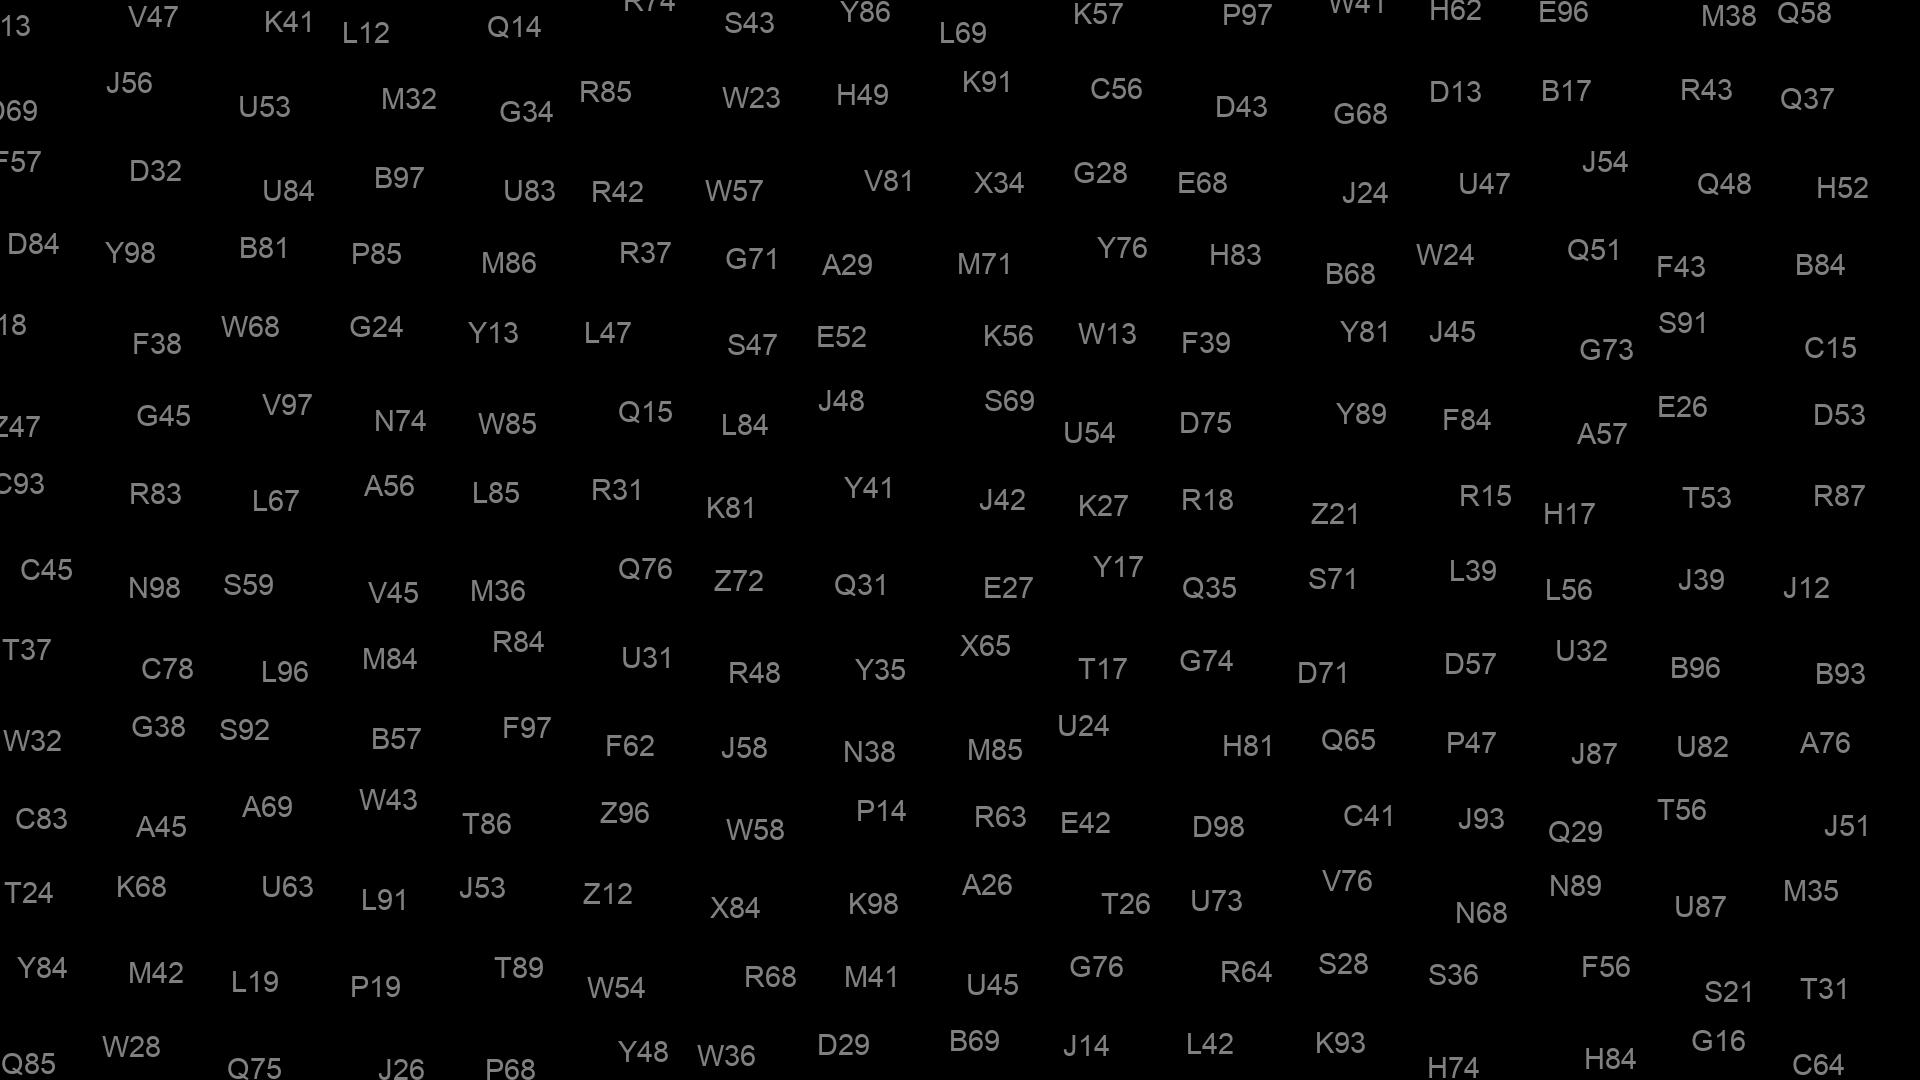 13 V47 K41 L12 Q14 R74 S43 Y86 L69 K57 P97 W41 H62 E96 M38 Q58
69 J56 U53 M32 G34 R85 W23 H49 K91 C56 D43 G68 D13 B17 R43 Q37
F57 D32 U84 B97 U83 R42 W57 V81 X34 G28 E68 J24 U47 J54 Q48 H52
D84 Y98 B81 P85 M86 R37 G71 A29 M71 Y76 H83 B68 W24 Q51 F43 B84
18 F38 W68 G24 Y13 L47 S47 E52 K56 W13 F39 Y81 J45 G73 S91 C15
Z47 G45 V97 N74 W85 Q15 L84 J48 S69 U54 D75 Y89 F84 A57 E26 D53
C93 R83 L67 A56 L85 R31 K81 Y41 J42 K27 R18 Z21 R15 H17 T53 R87
C45 N98 S59 V45 M36 Q76 Z72 Q31 E27 Y17 Q35 S71 L39 L56 J39 J12
T37 C78 L96 M84 R84 U31 R48 Y35 X65 T17 G74 D71 D57 U32 B96 B93
W32 G38 S92 B57 F97 F62 J58 N38 M85 U24 H81 Q65 P47 J87 U82 A76
C83 A45 A69 W43 T86 Z96 W58 P14 R63 E42 D98 C41 J93 Q29 T56 J51
T24 K68 U63 L91 J53 Z12 X84 K98 A26 T26 U73 V76 N68 N89 U87 M35
Y84 M42 L19 P19 T89 W54 R68 M41 U45 G76 R64 S28 S36 F56 S21 T31
Q85 W28 Q75 J26 P68 Y48 W36 D29 B69 J14 L42 K93 H74 H84 G16 C64